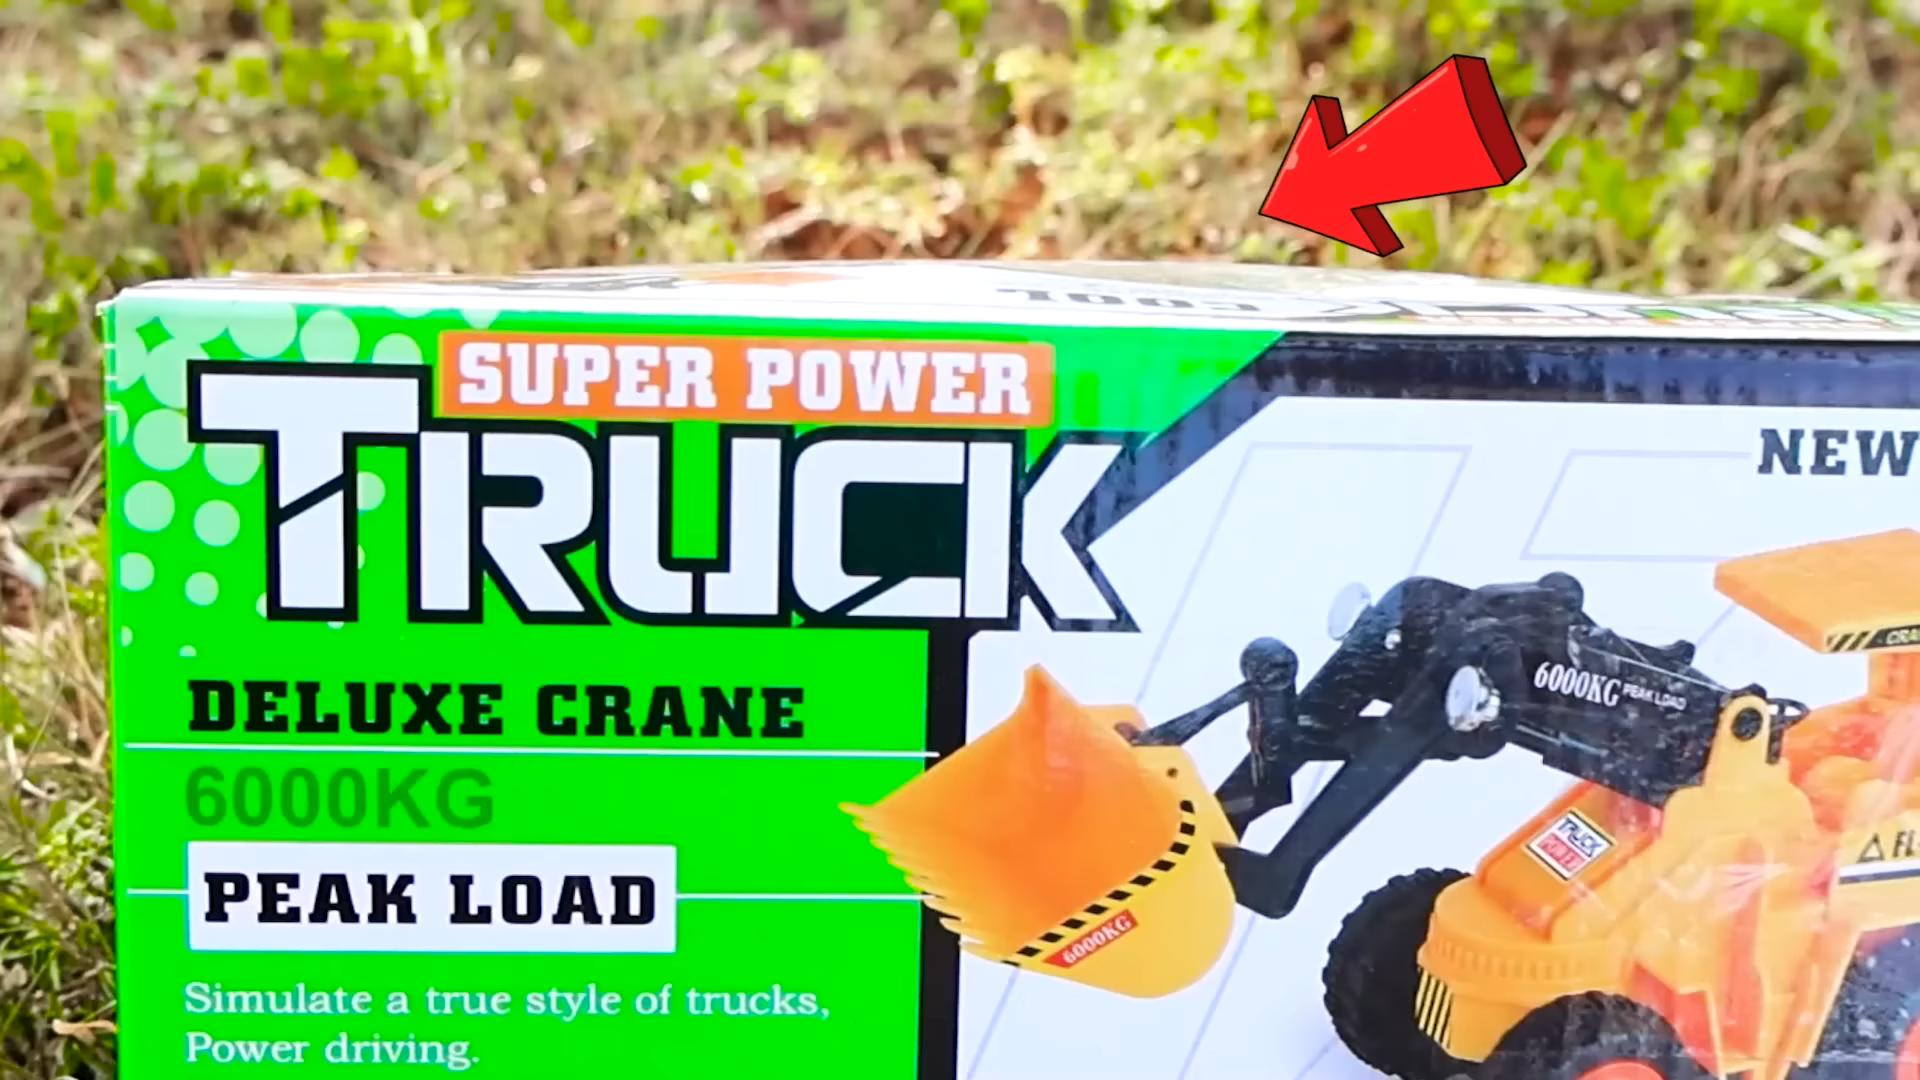 SUPER POWER
TRUCK
NEW
DELUXE CRANE
6000KG
PEAK LOAD
Simulate a true style of trucks,
Power driving.
6000KG PEAK LOAD
TRUCK
POWER
6000KG